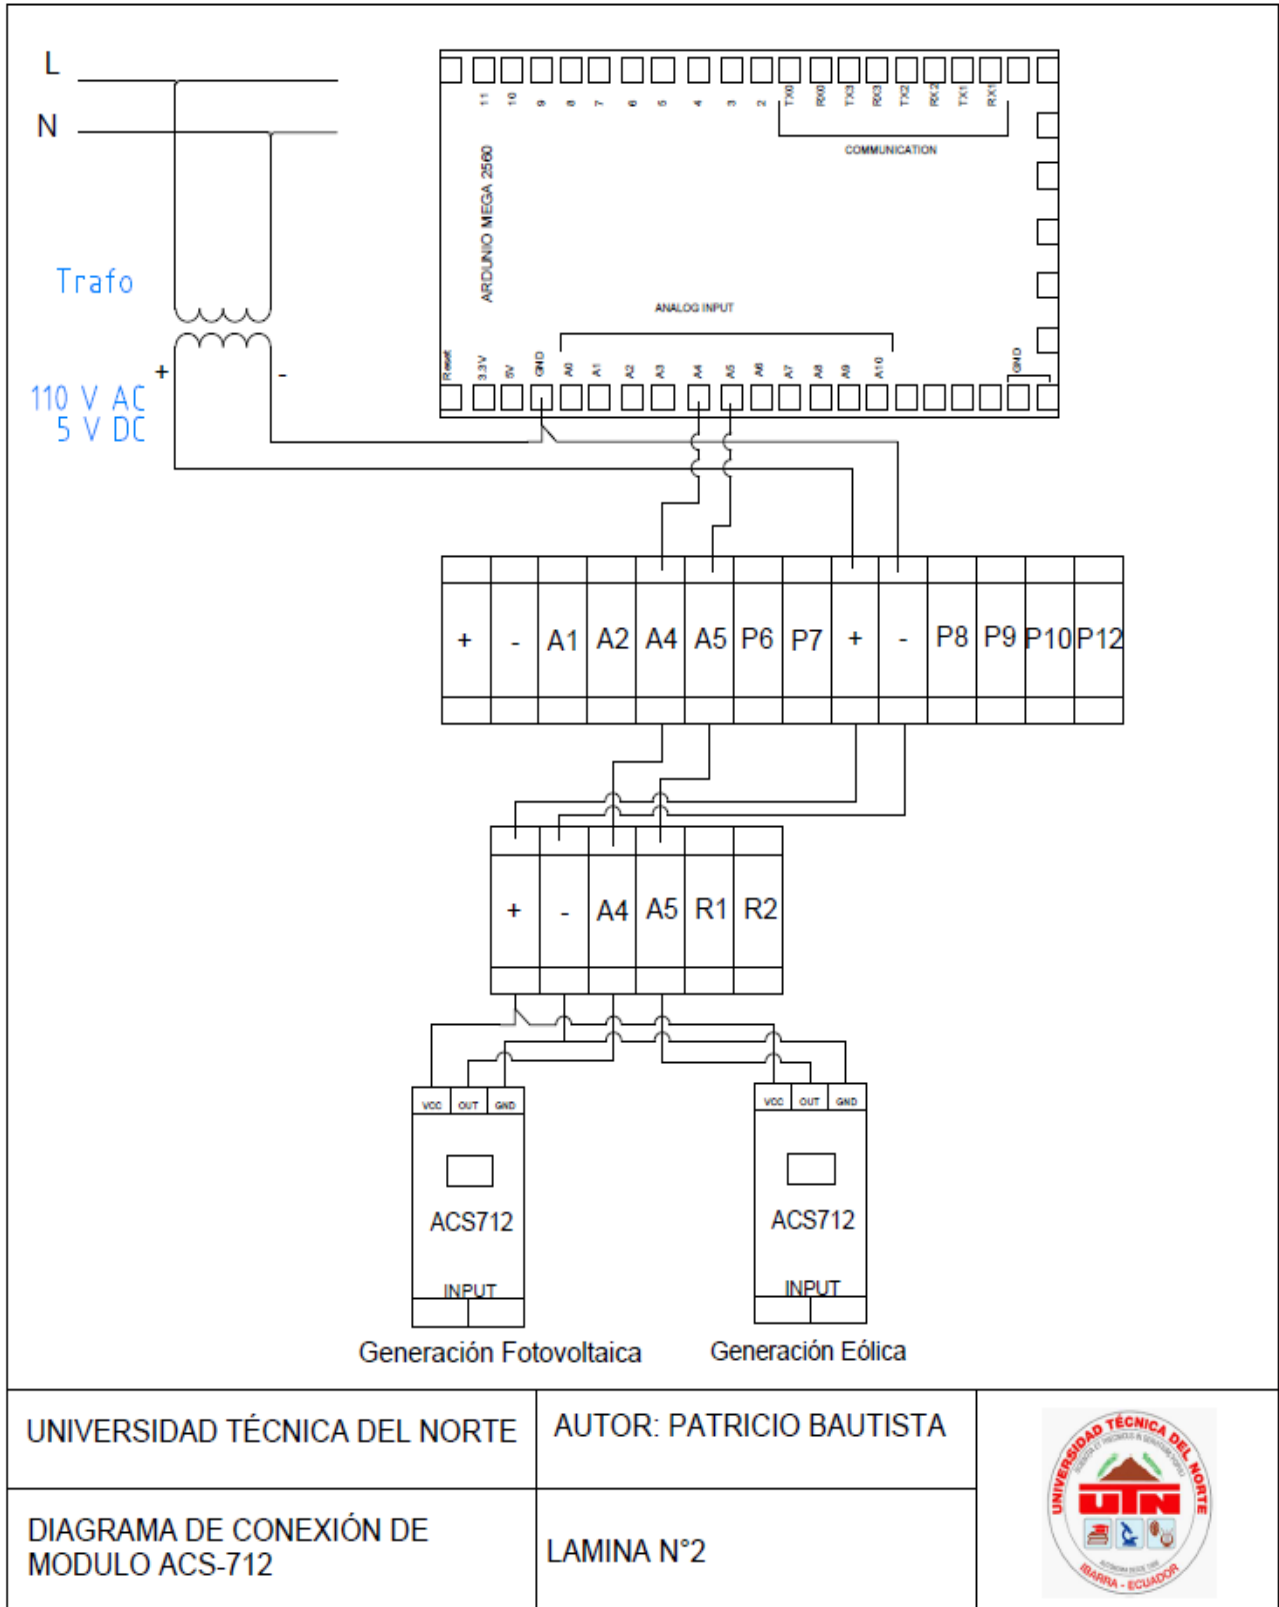 L
N
Trafo
+ -
110 V AC
5 V DC
11 10 9 8 7 6 5 4 3 2 TX0 RX0 TX3 RX3 TX2 RX2 TX1 RX1
COMMUNICATION
ARDUNIO MEGA 2560
ANALOG INPUT
Reset 3.3V 5V GND A0 A1 A2 A3 A4 A5 A6 A7 A8 A9 A10 GND
+ - A1 A2 A4 A5 P6 P7 + - P8 P9 P10 P12
+ - A4 A5 R1 R2
VCC OUT GND
ACS712
INPUT
Generación Fotovoltaica
VCC OUT GND
ACS712
INPUT
Generación Eólica
UNIVERSIDAD TÉCNICA DEL NORTE
AUTOR: PATRICIO BAUTISTA
DIAGRAMA DE CONEXIÓN DE
MODULO ACS-712
LAMINA N°2
UNIVERSIDAD TÉCNICA DEL NORTE
UTN
IBARRA - ECUADOR